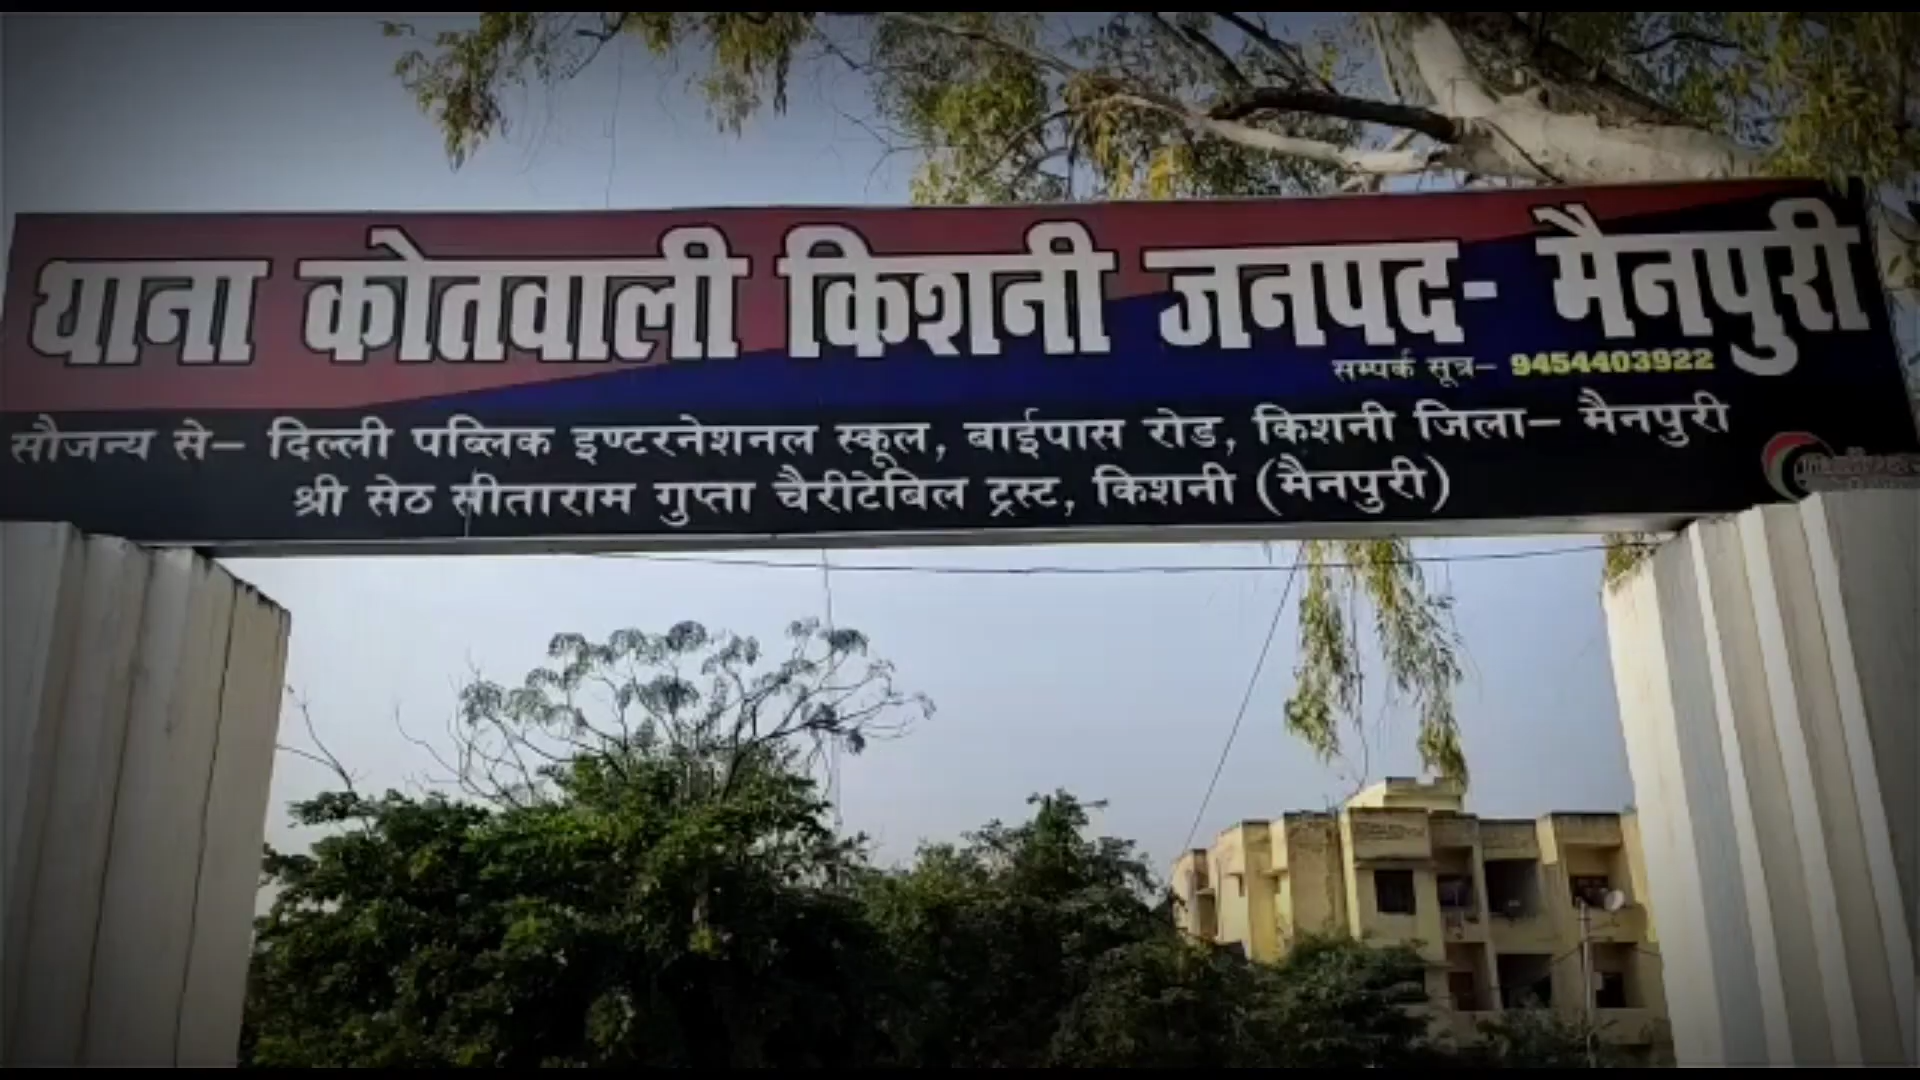 थाना कोतवाली किशनी जनपद- मैनपुरी
सम्पर्क सूत्र– 9454403922
सौजन्य से– दिल्ली पब्लिक इण्टरनेशनल स्कूल, बाईपास रोड, किशनी जिला– मैनपुरी
श्री सेठ सीताराम गुप्ता चैरीटेबिल ट्रस्ट, किशनी (मैनपुरी)